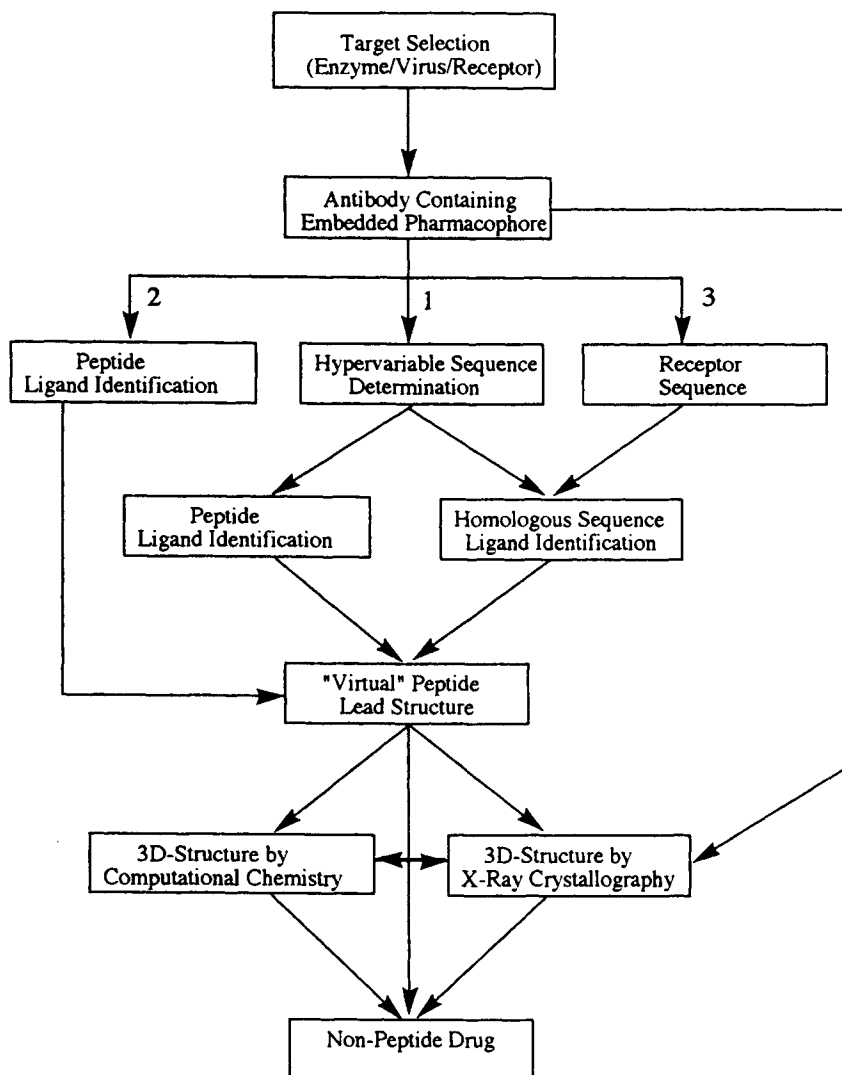 Target Selection
(Enzyme/Virus/Receptor)
Antibody Containing
Embedded Pharmacophore
2
1
3
Peptide
Ligand Identification
Hypervariable Sequence
Determination
Receptor
Sequence
Peptide
Ligand Identification
Homologous Sequence
Ligand Identification
"Virtual" Peptide
Lead Structure
3D-Structure by
Computational Chemistry
3D-Structure by
X-Ray Crystallography
Non-Peptide Drug